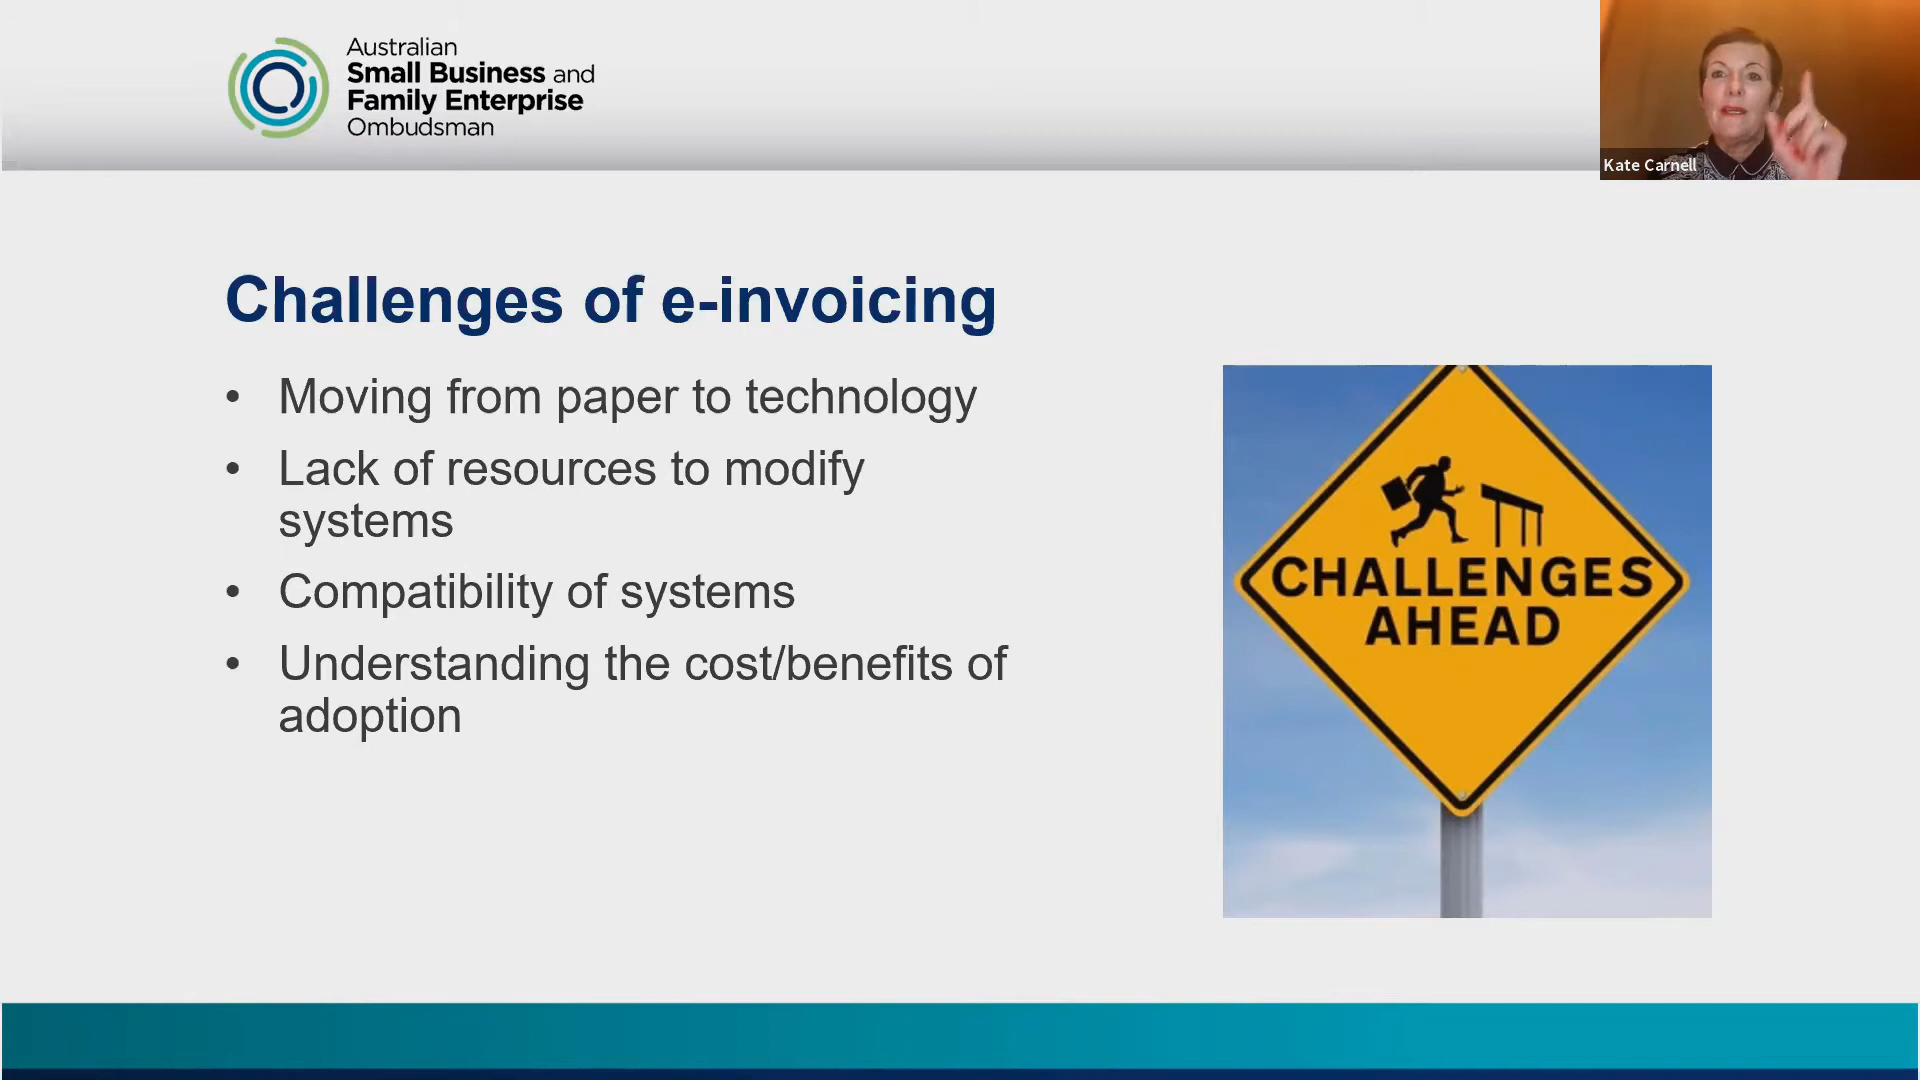 Australian
Small Business and
Family Enterprise
Ombudsman
Kate Carnell
Challenges of e-invoicing
• Moving from paper to technology
• Lack of resources to modify
systems
• Compatibility of systems
• Understanding the cost/benefits of
adoption
CHALLENGES
AHEAD